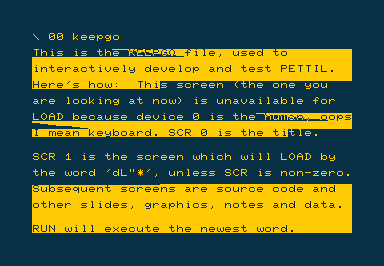 \ 00 keepgo
This is the KEEPGO file, used to
interactively develop and test PETTIL.
Here's how:  This screen (the one you
are looking at now) is unavailable for
LOAD because device 0 is the human, oops
I mean keyboard. SCR 0 is the title.
SCR 1 is the screen which will LOAD by
the word 'dL"*', unless SCR is non-zero.
Subsequent screens are source code and
other slides, graphics, notes and data.
RUN will execute the newest word.